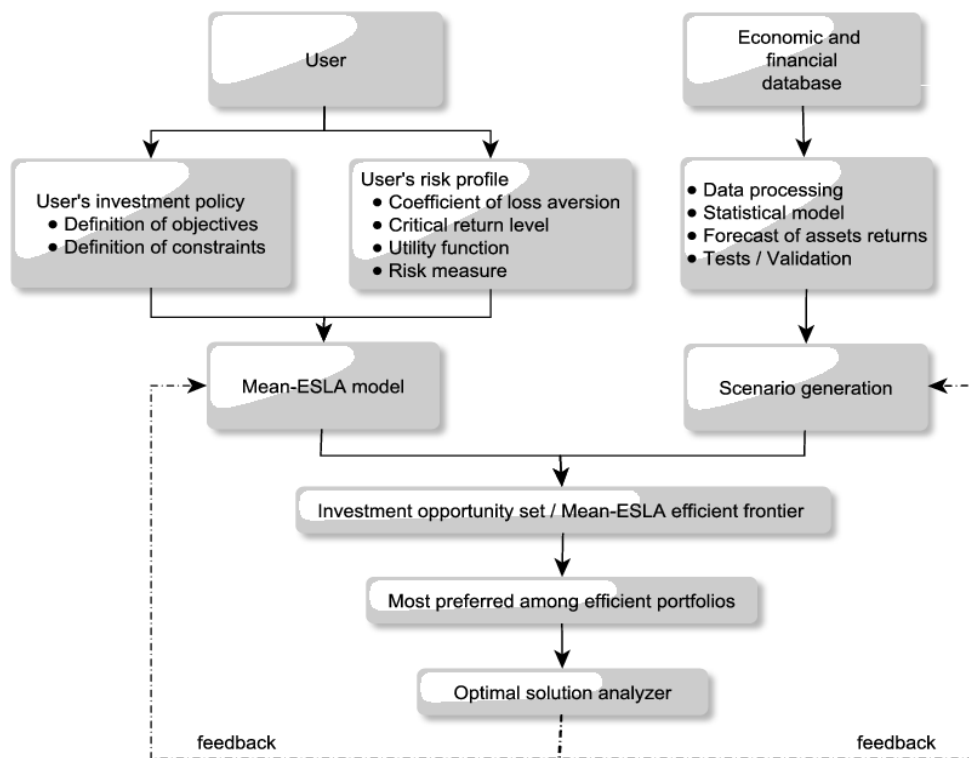 User
Economic and
financial
database
User's investment policy
● Definition of objectives
● Definition of constraints
User's risk profile
● Coefficient of loss aversion
● Critical return level
● Utility function
● Risk measure
● Data processing
● Statistical model
● Forecast of assets returns
● Tests / Validation
Mean-ESLA model
Scenario generation
Investment opportunity set / Mean-ESLA efficient frontier
Most preferred among efficient portfolios
Optimal solution analyzer
feedback
feedback